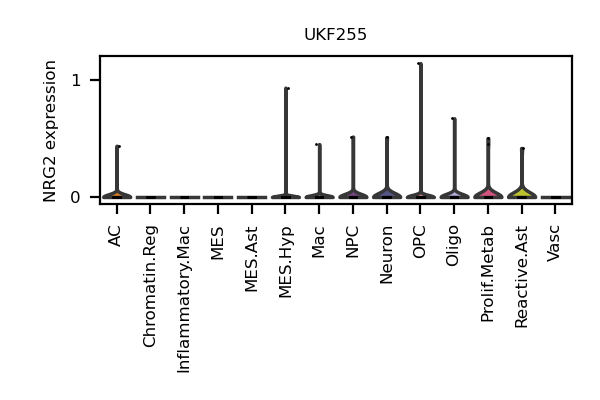 UKF255
NRG2 expression
1
0
AC
Chromatin.Reg
Inflammatory.Mac
MES
MES.Ast
MES.Hyp
Mac
NPC
Neuron
OPC
Oligo
Prolif.Metab
Reactive.Ast
Vasc